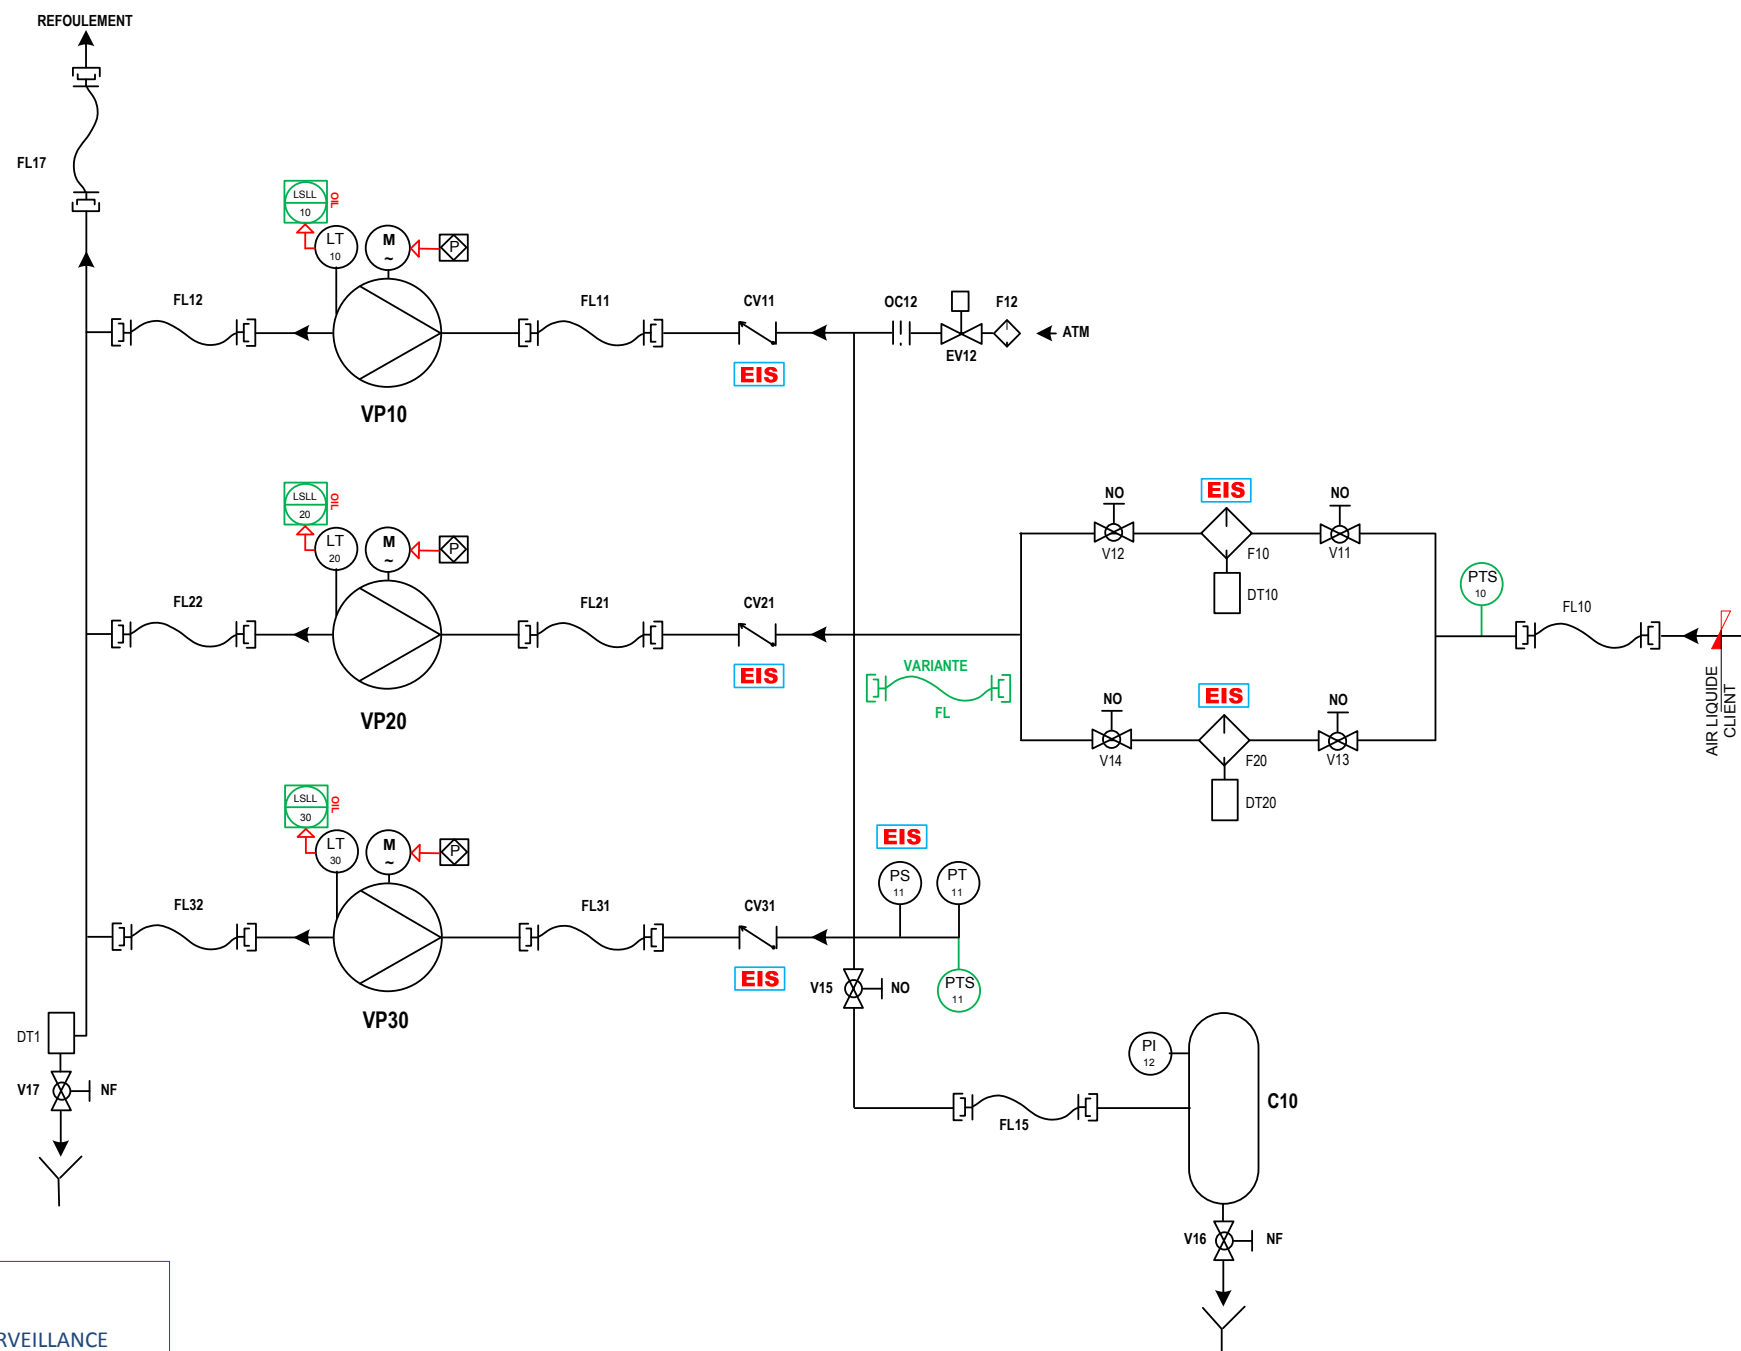 REFOULEMENT
FL17
LSLL
10
OIL
LT
10
M
~
P
FL12
FL11
CV11
OC12
F12
EV12
ATM
EIS
VP10
LSLL
20
OIL
LT
20
M
~
P
FL22
FL21
CV21
EIS
VP20
VARIANTE
FL
NO
V12
EIS
F10
DT10
NO
V11
PTS
10
FL10
AIR LIQUIDE
CLIENT
NO
V14
EIS
F20
DT20
NO
V13
LSLL
30
OIL
LT
30
M
~
P
FL32
FL31
CV31
EIS
VP30
EIS
PS
11
PT
11
PTS
11
V15
NO
DT1
V17
NF
PI
12
C10
FL15
V16
NF
RVEILLANCE